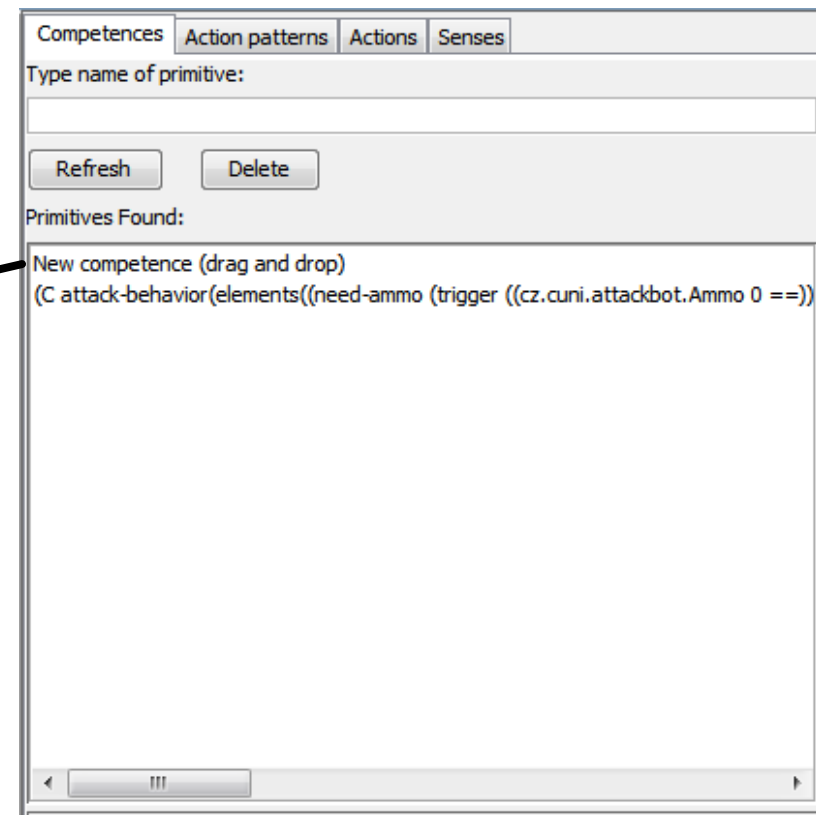 Competences Action patterns Actions Senses
Type name of primitive:
Refresh Delete
Primitives Found:
New competence (drag and drop)
(C attack-behavior(elements((need-ammo (trigger ((cz.cuni.attackbot.Ammo 0 ==))